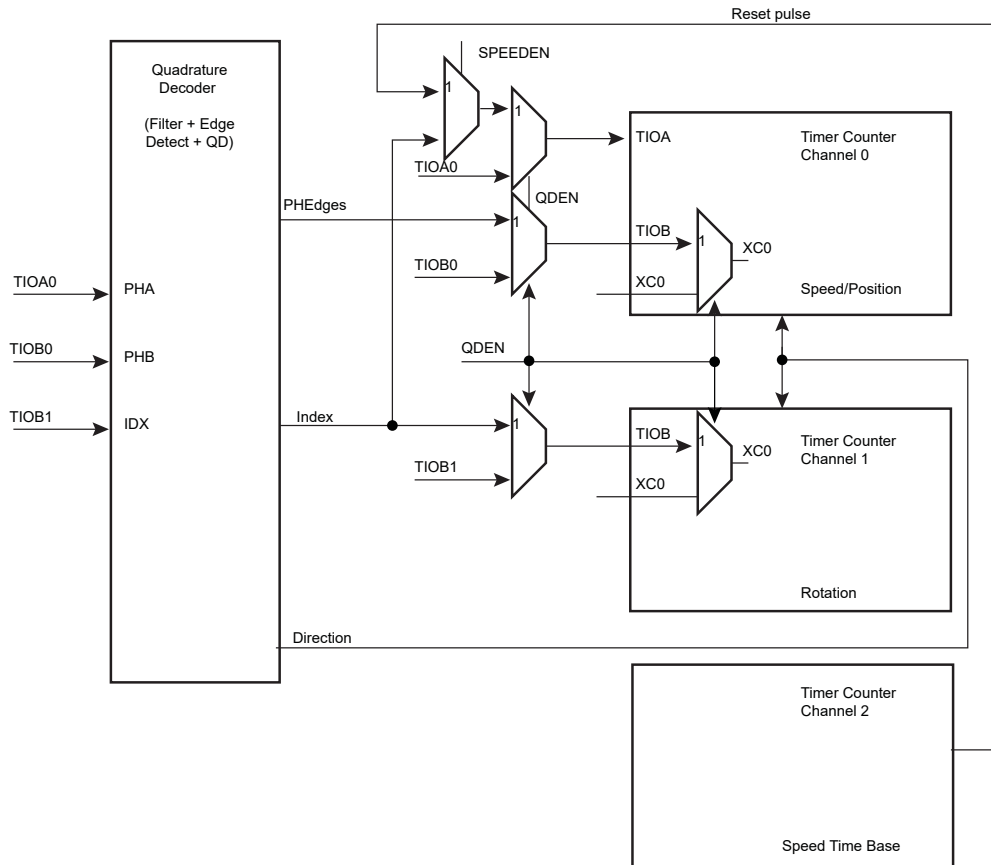 Reset pulse
SPEEDEN
Quadrature
Decoder
(Filter + Edge
Detect + QD)
1
1
TIOA
Timer Counter
Channel 0
TIOA0
QDEN
PHEdges
1
TIOB
1
XC0
TIOB0
XC0
Speed/Position
TIOA0
PHA
TIOB0
PHB
QDEN
TIOB1
IDX
Index
1
TIOB
1
XC0
Timer Counter
Channel 1
TIOB1
XC0
Rotation
Direction
Timer Counter
Channel 2
Speed Time Base